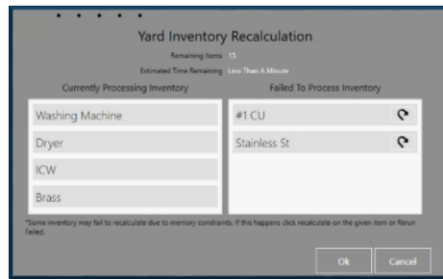 Yard Inventory Recalculation
Remaining Items 15
Estimated Time Remaining Less Than A Minute
Currently Processing Inventory
Failed To Process Inventory
Washing Machine
#1 CU
Dryer
Stainless St
ICW
Brass
*Some inventory may fail to recalculate due to memory constraints. If this happens click recalculate on the given item or Rerun
Failed.
Ok
Cancel